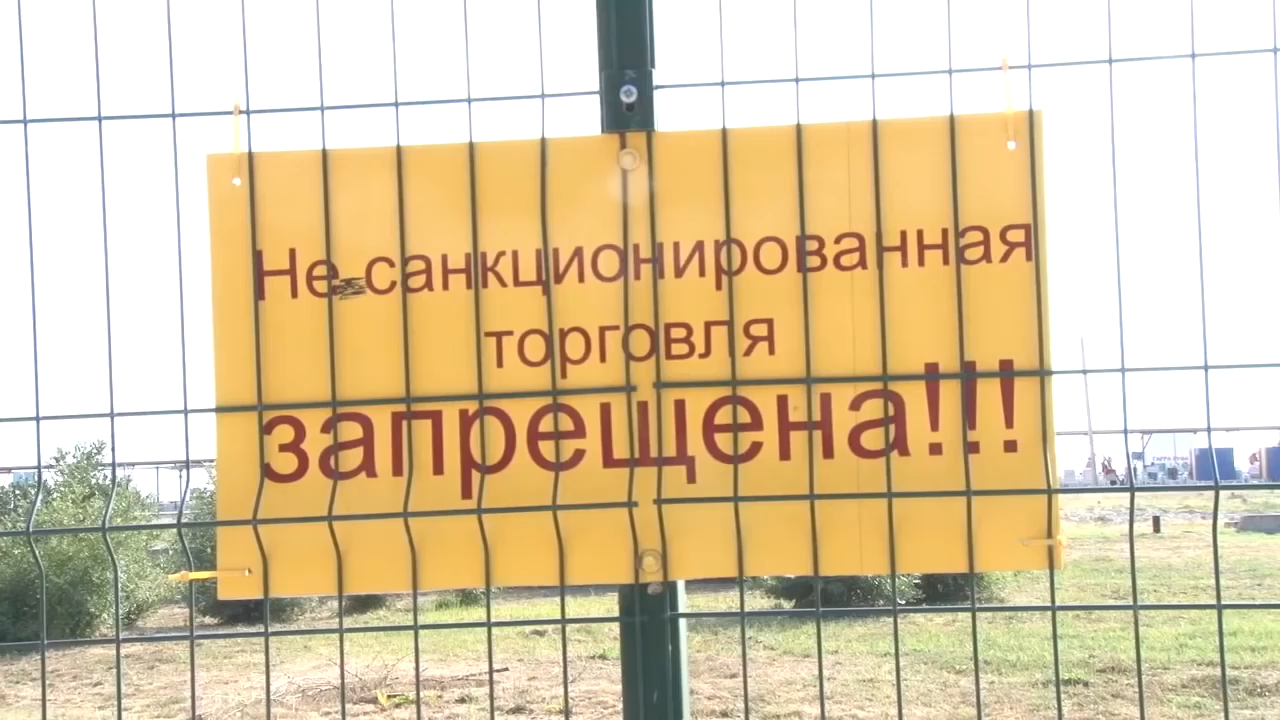 Не санкционированная
торговля
запрещена!!!